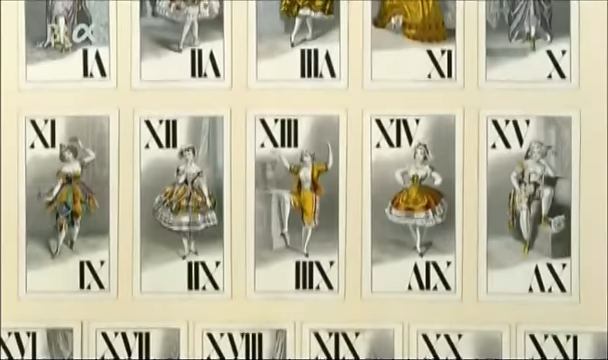 BRα
VI VII VIII IX X
XI XII XIII XIV XV
XI XII XIII XIV XV
XVI XVII XVIII XIX XX XXI